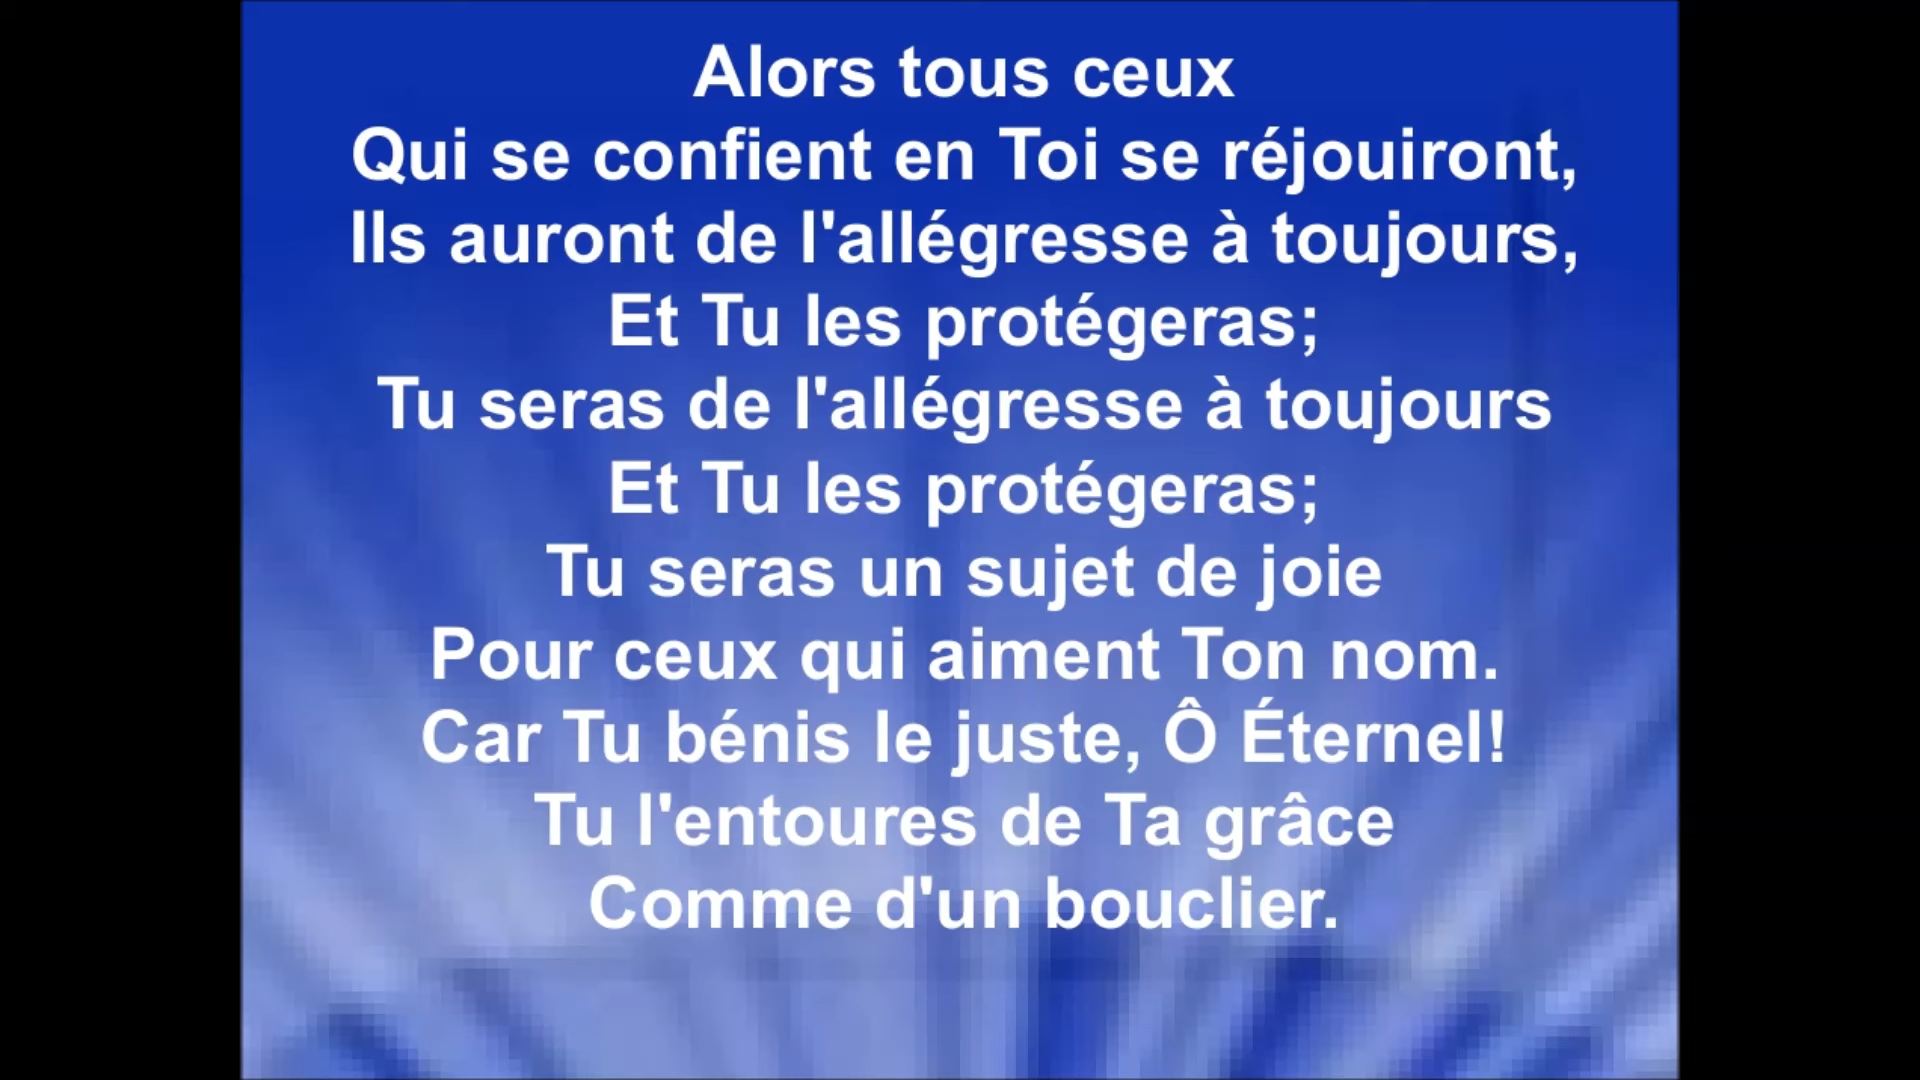 Alors tous ceux
Qui se confient en Toi se réjouiront,
Ils auront de l'allégresse à toujours,
Et Tu les protégeras;
Tu seras de l'allégresse à toujours
Et Tu les protégeras;
Tu seras un sujet de joie
Pour ceux qui aiment Ton nom.
Car Tu bénis le juste, Ô Éternel!
Tu l'entoures de Ta grâce
Comme d'un bouclier.